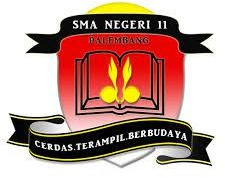 SMA NEGERI 11
PALEMBANG
CERDAS.TERAMPIL.BERBUDAYA